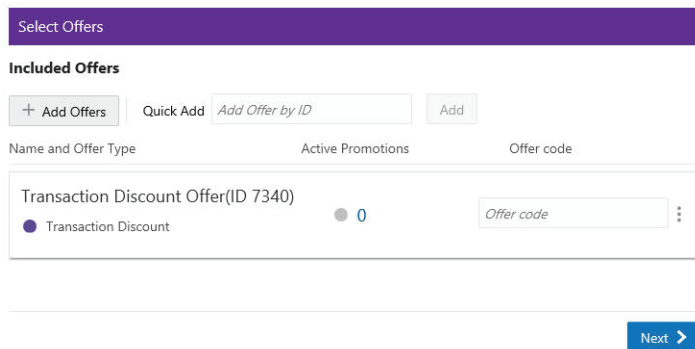 Select Offers
Included Offers
+ Add Offers Quick Add Add Offer by ID Add
Name and Offer Type Active Promotions Offer code
Transaction Discount Offer(ID 7340)
0 Offer code
Transaction Discount
Next